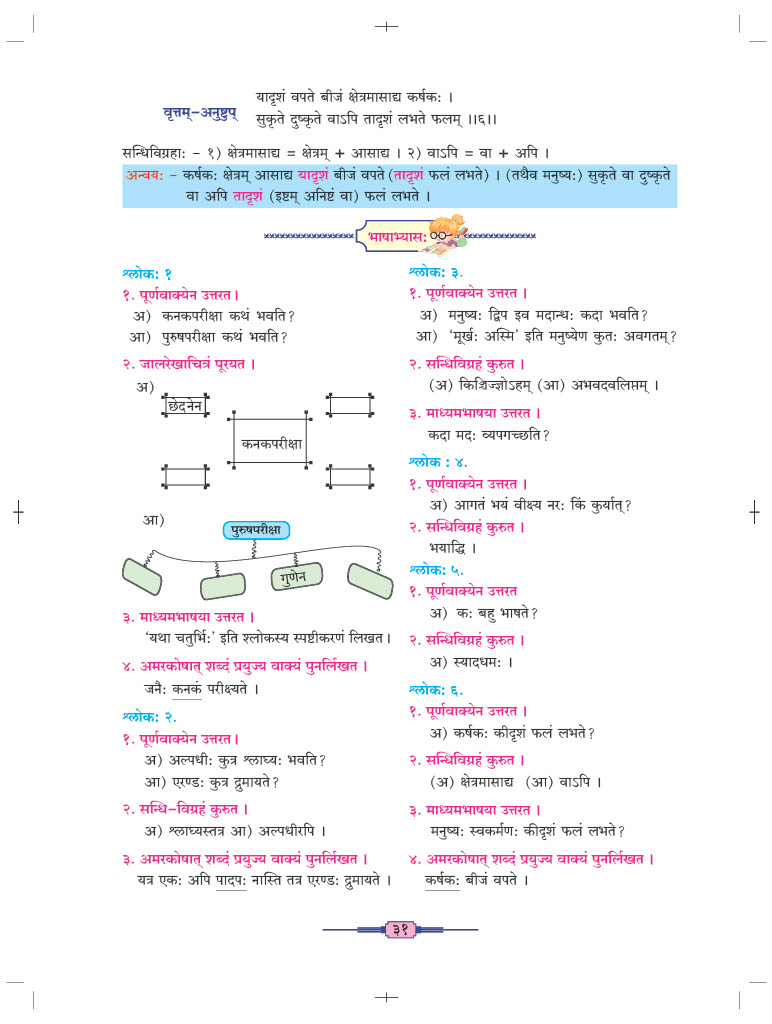 यादृशं वपते बीजं क्षेत्रमासाद्य कर्षकः ।
वृत्तम्-अनुष्टुप्
सुकृते दुष्कृते वाऽपि तादृशं लभते फलम् ।।६।।
सन्धिविग्रहाः - १) क्षेत्रमासाद्य = क्षेत्रम् + आसाद्य । २) वाऽपि = वा + अपि ।
अन्वयः - कर्षकः क्षेत्रम् आसाद्य यादृशं बीजं वपते (तादृशं फलं लभते) । (तथैव मनुष्यः) सुकृते वा दुष्कृते
वा अपि तादृशं (इष्टम् अनिष्टं वा) फलं लभते ।
भाषाभ्यासः
श्लोकः १
१. पूर्णवाक्येन उत्तरत।
अ) कनकपरीक्षा कथं भवति?
आ) पुरुषपरीक्षा कथं भवति?
२. जालरेखाचित्रं पूरयत ।
अ)
छेदनेन
कनकपरीक्षा
आ)
पुरुषपरीक्षा
गुणेन
३. माध्यमभाषया उत्तरत ।
‘यथा चतुर्भिः’ इति श्लोकस्य स्पष्टीकरणं लिखत।
४. अमरकोषात् शब्दं प्रयुज्य वाक्यं पुनर्लिखत ।
जनैः कनकं परीक्ष्यते ।
श्लोकः २.
१. पूर्णवाक्येन उत्तरत।
अ) अल्पधीः कुत्र श्लाघ्यः भवति?
आ) एरण्डः कुत्र द्रुमायते?
२. सन्धि-विग्रहं कुरुत ।
अ) श्लाघ्यस्तत्र आ) अल्पधीरपि ।
३. अमरकोषात् शब्दं प्रयुज्य वाक्यं पुनर्लिखत ।
यत्र एकः अपि पादपः नास्ति तत्र एरण्डः द्रुमायते ।
श्लोकः ३.
१. पूर्णवाक्येन उत्तरत ।
अ) मनुष्यः द्विप इव मदान्धः कदा भवति?
आ) ‘मूर्खः अस्मि’ इति मनुष्येण कुतः अवगतम्?
२. सन्धिविग्रहं कुरुत ।
(अ) किञ्चिज्ज्ञोऽहम् (आ) अभवदवलिप्तम् ।
३. माध्यमभाषया उत्तरत ।
कदा मदः व्यपगच्छति?
श्लोक : ४.
१. पूर्णवाक्येन उत्तरत ।
अ) आगतं भयं वीक्ष्य नरः किं कुर्यात्?
२. सन्धिविग्रहं कुरुत ।
भयाद्धि ।
श्लोकः ५.
१. पूर्णवाक्येन उत्तरत
अ) कः बहु भाषते?
२. सन्धिविग्रहं कुरुत ।
अ) स्यादधमः ।
श्लोकः ६.
१. पूर्णवाक्येन उत्तरत ।
अ) कर्षकः कीदृशं फलं लभते?
२. सन्धिविग्रहं कुरुत ।
(अ) क्षेत्रमासाद्य (आ) वाऽपि ।
३. माध्यमभाषया उत्तरत ।
मनुष्यः स्वकर्मणः कीदृशं फलं लभते?
४. अमरकोषात् शब्दं प्रयुज्य वाक्यं पुनर्लिखत ।
कर्षकः बीजं वपते ।
३१